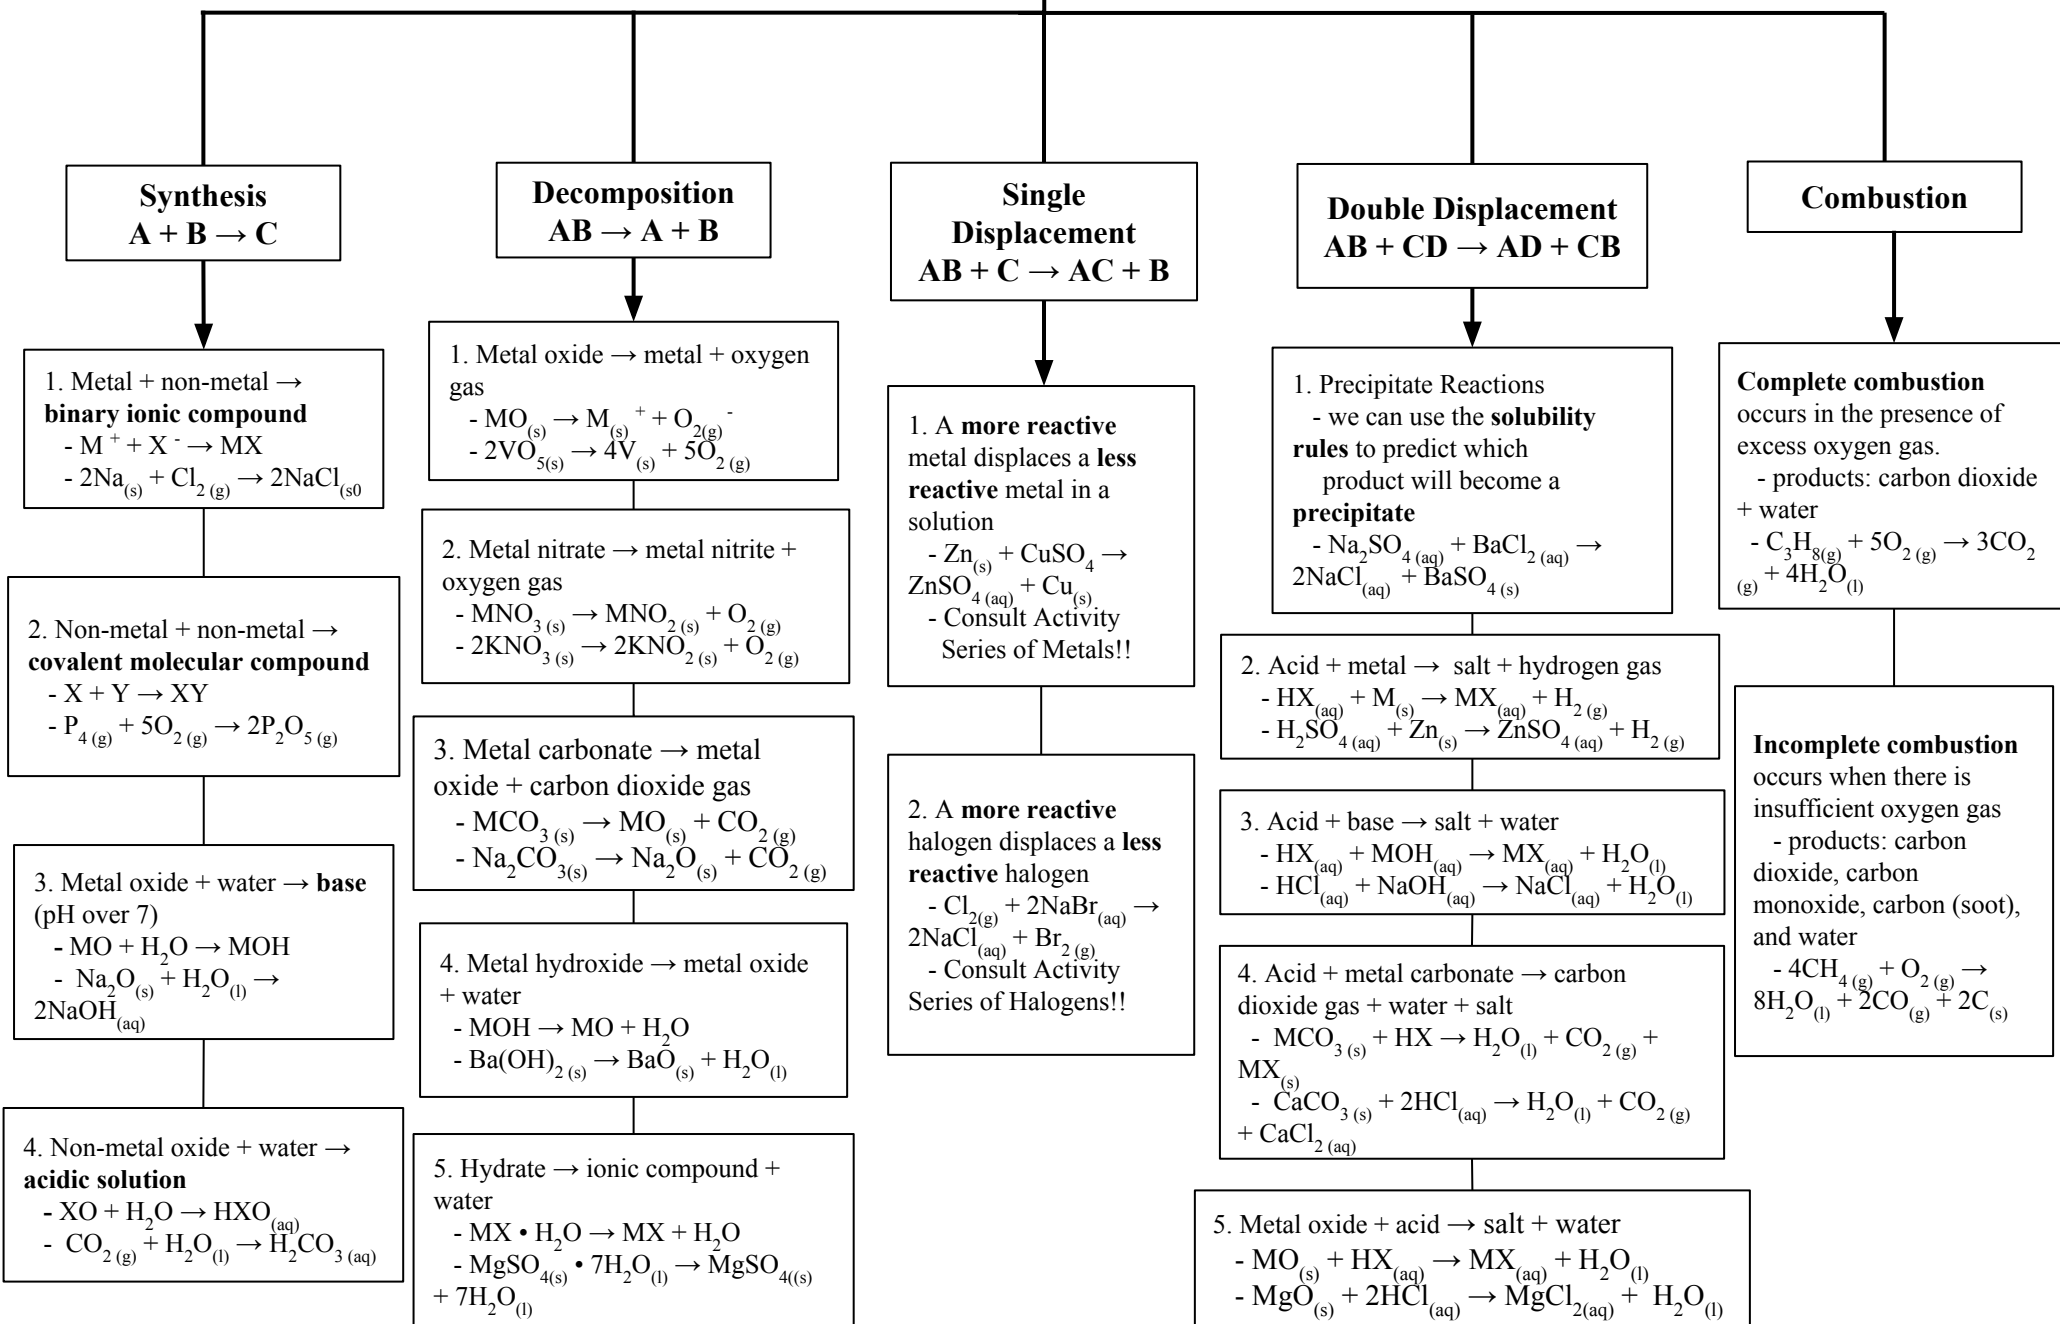 Synthesis
A + B → C
1. Metal + non-metal →
binary ionic compound
- M ⁺ + X ⁻ → MX
- 2Na₍ₛ₎ + Cl₂ ₍g₎ → 2NaCl₍ₛ₀
2. Non-metal + non-metal →
covalent molecular compound
- X + Y → XY
- P₄ ₍g₎ + 5O₂ ₍g₎ → 2P₂O₅ ₍g₎
3. Metal oxide + water → base
(pH over 7)
- MO + H₂O → MOH
- Na₂O₍ₛ₎ + H₂O₍ₗ₎ →
2NaOH₍aq₎
4. Non-metal oxide + water →
acidic solution
- XO + H₂O → HXO₍aq₎
- CO₂ ₍g₎ + H₂O₍ₗ₎ → H₂CO₃ ₍aq₎
Decomposition
AB → A + B
1. Metal oxide → metal + oxygen
gas
- MO₍ₛ₎ → M₍ₛ₎ ⁺ + O₂₍g₎ ⁻
- 2VO₅₍ₛ₎ → 4V₍ₛ₎ + 5O₂ ₍g₎
2. Metal nitrate → metal nitrite +
oxygen gas
- MNO₃ ₍ₛ₎ → MNO₂ ₍ₛ₎ + O₂ ₍g₎
- 2KNO₃ ₍ₛ₎ → 2KNO₂ ₍ₛ₎ + O₂ ₍g₎
3. Metal carbonate → metal
oxide + carbon dioxide gas
- MCO₃ ₍ₛ₎ → MO₍ₛ₎ + CO₂ ₍g₎
- Na₂CO₃₍ₛ₎ → Na₂O₍ₛ₎ + CO₂ ₍g₎
4. Metal hydroxide → metal oxide
+ water
- MOH → MO + H₂O
- Ba(OH)₂ ₍ₛ₎ → BaO₍ₛ₎ + H₂O₍ₗ₎
5. Hydrate → ionic compound +
water
- MX • H₂O → MX + H₂O
- MgSO₄₍ₛ₎ • 7H₂O₍ₗ₎ → MgSO₄₍₍ₛ₎
+ 7H₂O₍ₗ₎
Single
Displacement
AB + C → AC + B
1. A more reactive
metal displaces a less
reactive metal in a
solution
- Zn₍ₛ₎ + CuSO₄ →
ZnSO₄ ₍aq₎ + Cu₍ₛ₎
- Consult Activity
Series of Metals!!
2. A more reactive
halogen displaces a less
reactive halogen
- Cl₂₍g₎ + 2NaBr₍aq₎ →
2NaCl₍aq₎ + Br₂ ₍g₎
- Consult Activity
Series of Halogens!!
Double Displacement
AB + CD → AD + CB
1. Precipitate Reactions
- we can use the solubility
rules to predict which
product will become a
precipitate
- Na₂SO₄ ₍aq₎ + BaCl₂ ₍aq₎ →
2NaCl₍aq₎ + BaSO₄ ₍ₛ₎
2. Acid + metal → salt + hydrogen gas
- HX₍aq₎ + M₍ₛ₎ → MX₍aq₎ + H₂ ₍g₎
- H₂SO₄ ₍aq₎ + Zn₍ₛ₎ → ZnSO₄ ₍aq₎ + H₂ ₍g₎
3. Acid + base → salt + water
- HX₍aq₎ + MOH₍aq₎ → MX₍aq₎ + H₂O₍ₗ₎
- HCl₍aq₎ + NaOH₍aq₎ → NaCl₍aq₎ + H₂O₍ₗ₎
4. Acid + metal carbonate → carbon
dioxide gas + water + salt
- MCO₃ ₍ₛ₎ + HX → H₂O₍ₗ₎ + CO₂ ₍g₎ +
MX₍ₛ₎
- CaCO₃ ₍ₛ₎ + 2HCl₍aq₎ → H₂O₍ₗ₎ + CO₂ ₍g₎
+ CaCl₂ ₍aq₎
5. Metal oxide + acid → salt + water
- MO₍ₛ₎ + HX₍aq₎ → MX₍aq₎ + H₂O₍ₗ₎
- MgO₍ₛ₎ + 2HCl₍aq₎ → MgCl₂₍aq₎ + H₂O₍ₗ₎
Combustion
Complete combustion
occurs in the presence of
excess oxygen gas.
- products: carbon dioxide
+ water
- C₃H₈₍g₎ + 5O₂ ₍g₎ → 3CO₂
₍g₎ + 4H₂O₍ₗ₎
Incomplete combustion
occurs when there is
insufficient oxygen gas
- products: carbon
dioxide, carbon
monoxide, carbon (soot),
and water
- 4CH₄ ₍g₎ + O₂ ₍g₎ →
8H₂O₍ₗ₎ + 2CO₍g₎ + 2C₍ₛ₎